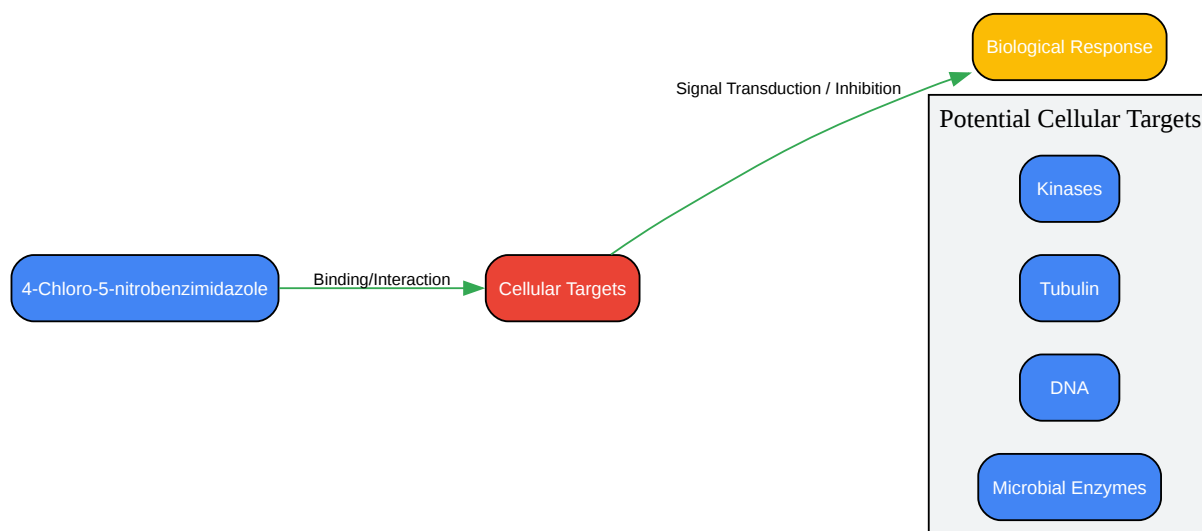 Biological Response
Signal Transduction / Inhibition
Potential Cellular Targets
Kinases
4-Chloro-5-nitrobenzimidazole
Binding/Interaction
Cellular Targets
Tubulin
DNA
Microbial Enzymes